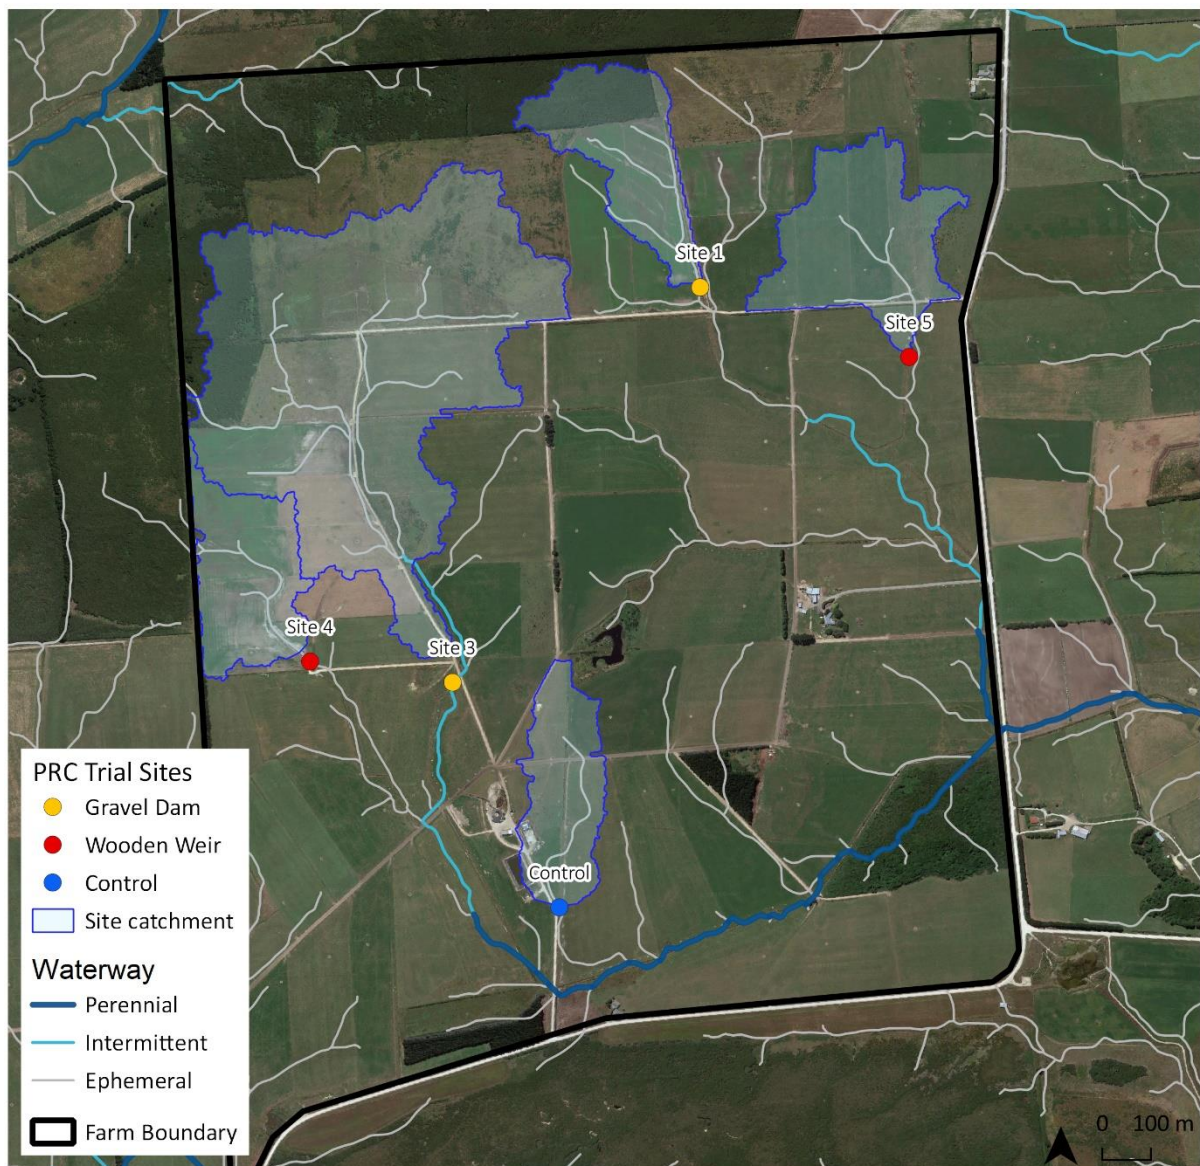 Site 1
Site 5
Site 4
Site 3
Control
PRC Trial Sites
Gravel Dam
Wooden Weir
Control
Site catchment
Waterway
Perennial
Intermittent
Ephemeral
Farm Boundary
0 100 m